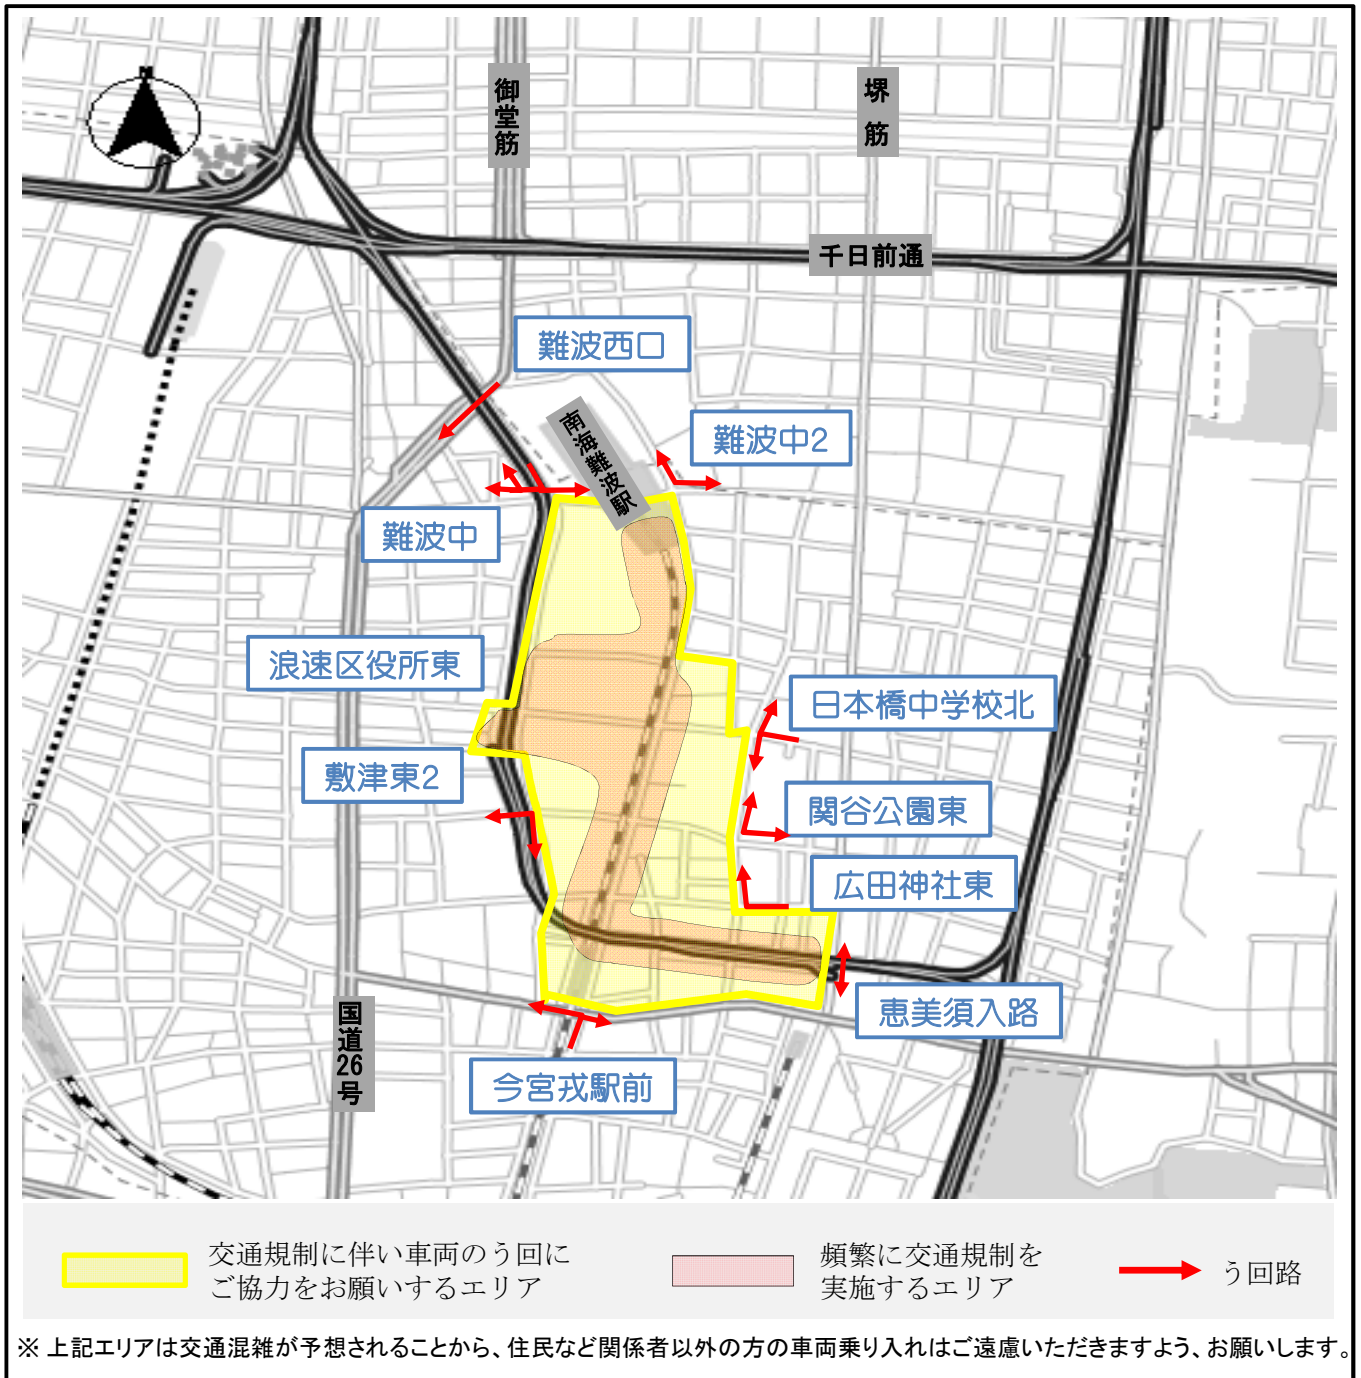 N
御堂筋
堺筋
千日前通
難波西口
南海難波駅
難波中2
難波中
浪速区役所東
日本橋中学校北
敷津東2
関谷公園東
広田神社東
恵美須入路
国道26号
今宮戎駅前
交通規制に伴い車両のう回に
ご協力をお願いするエリア
頻繁に交通規制を
実施するエリア
う回路
※ 上記エリアは交通混雑が予想されることから、住民など関係者以外の方の車両乗り入れはご遠慮いただきますよう、お願いします。